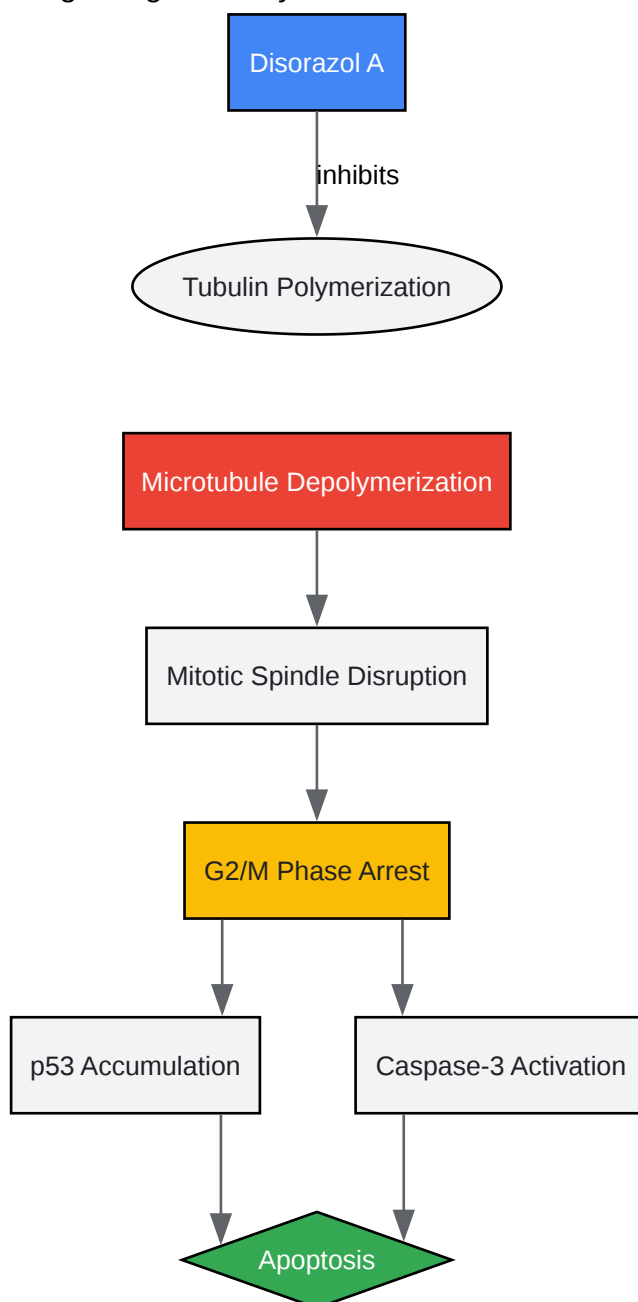 Disorazol A
inhibits
Tubulin Polymerization
Microtubule Depolymerization
Mitotic Spindle Disruption
G2/M Phase Arrest
p53 Accumulation
Caspase-3 Activation
Apoptosis